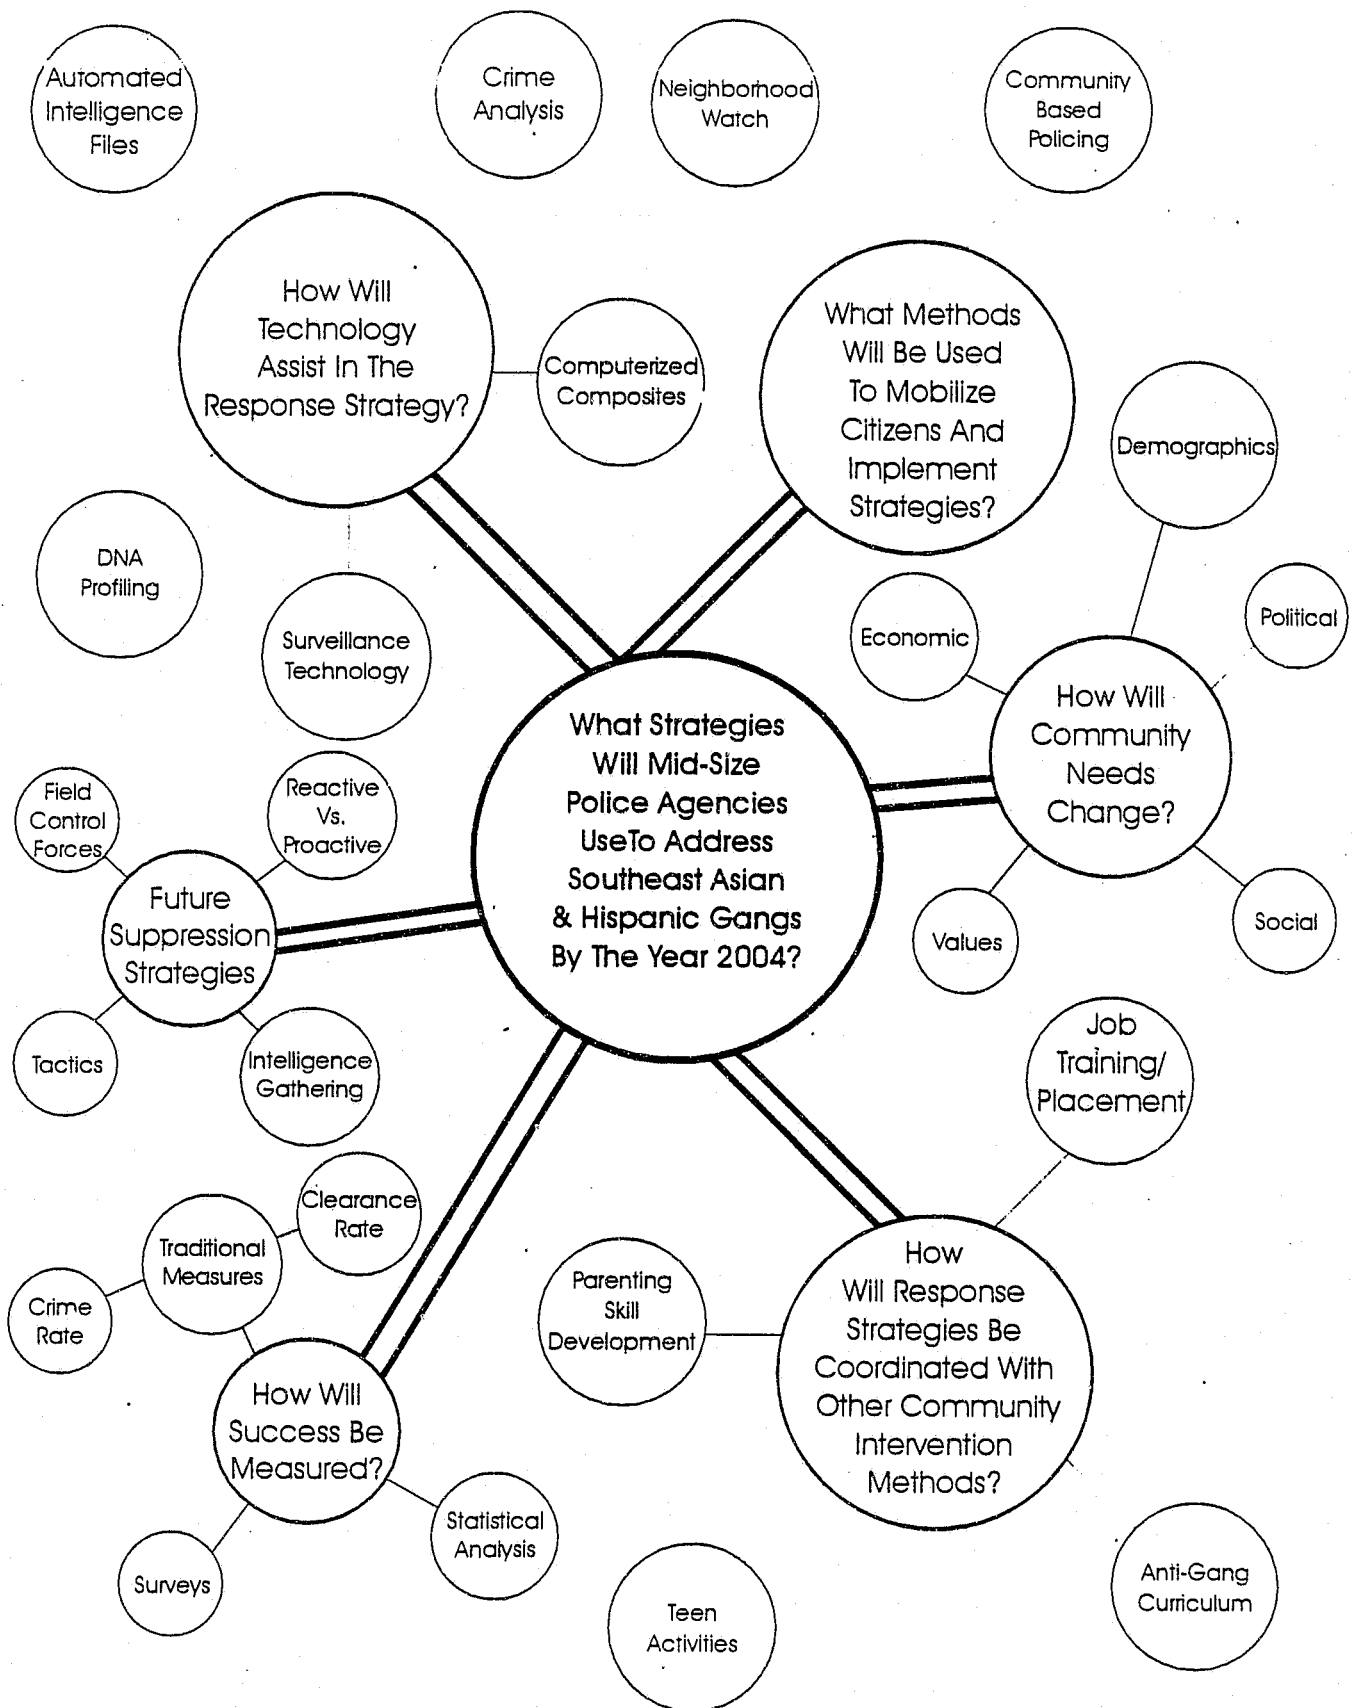 Automated
Intelligence
Files
Crime
Analysis
Neighborhood
Watch
Community
Based
Policing
How Will
Technology
Assist In The
Response Strategy?
Computerized
Composites
What Methods
Will Be Used
To Mobilize
Citizens And
Implement
Strategies?
Demographics
DNA
Profiling
Surveillance
Technology
Economic
Political
How Will
Community
Needs
Change?
Values
Social
What Strategies
Will Mid-Size
Police Agencies
UseTo Address
Southeast Asian
& Hispanic Gangs
By The Year 2004?
Field
Control
Forces
Reactive
Vs.
Proactive
Future
Suppression
Strategies
Tactics
Intelligence
Gathering
Job
Training/
Placement
Clearance
Rate
Traditional
Measures
Crime
Rate
How Will
Success Be
Measured?
Surveys
Statistical
Analysis
Parenting
Skill
Development
How
Will Response
Strategies Be
Coordinated With
Other Community
Intervention
Methods?
Teen
Activities
Anti-Gang
Curriculum